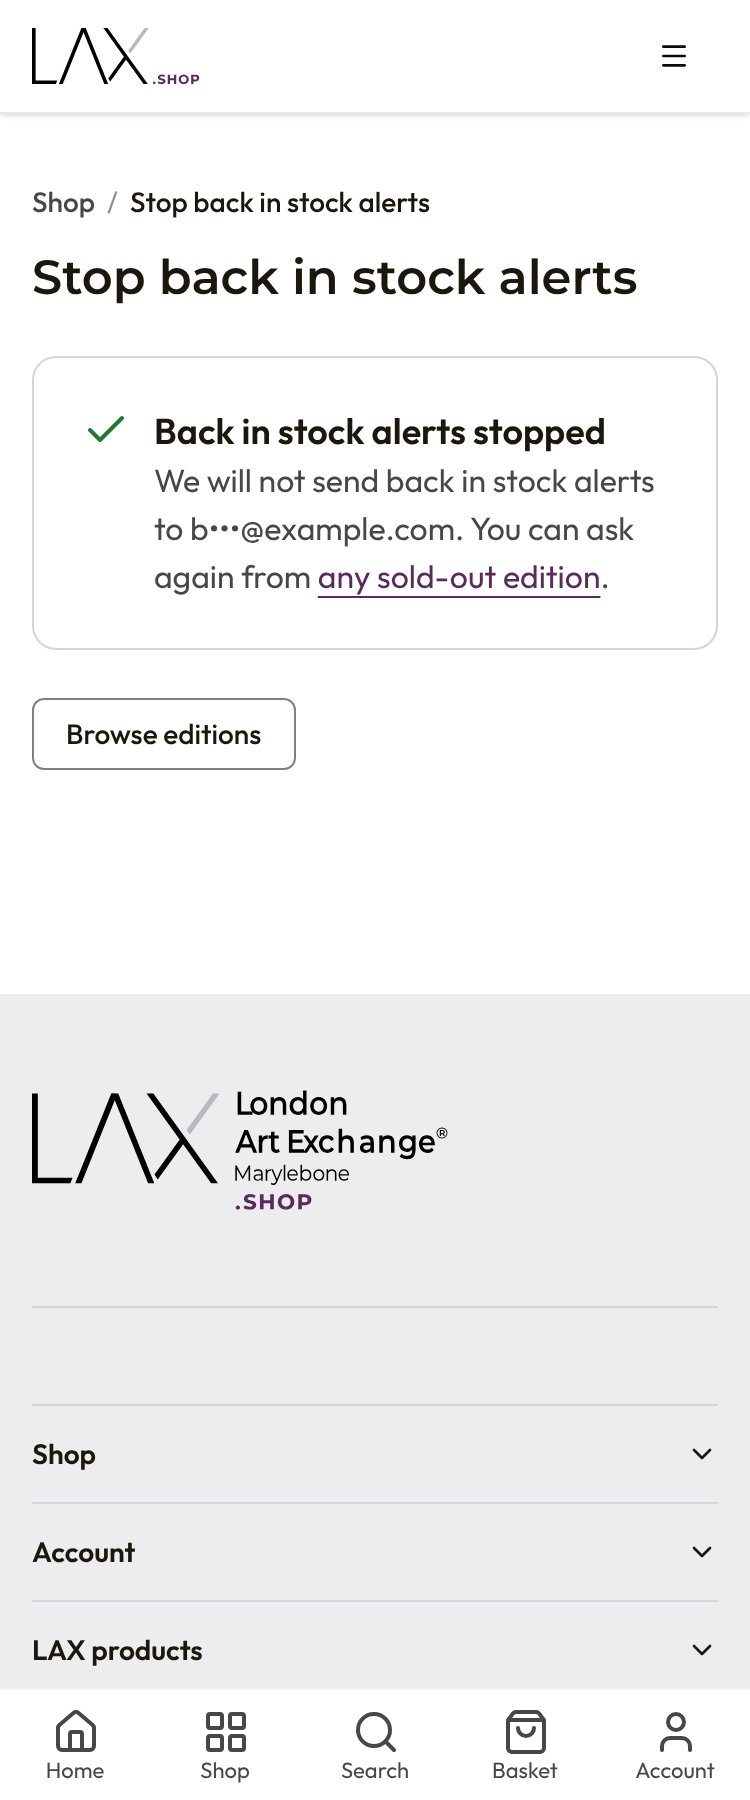 LAX .SHOP
Shop / Stop back in stock alerts
Stop back in stock alerts
Back in stock alerts stopped
We will not send back in stock alerts
to b•••@example.com. You can ask
again from any sold-out edition.
Browse editions
LAX
London
Art Exchange®
Marylebone
.SHOP
Shop
Account
LAX products
Home
Shop
Search
Basket
Account